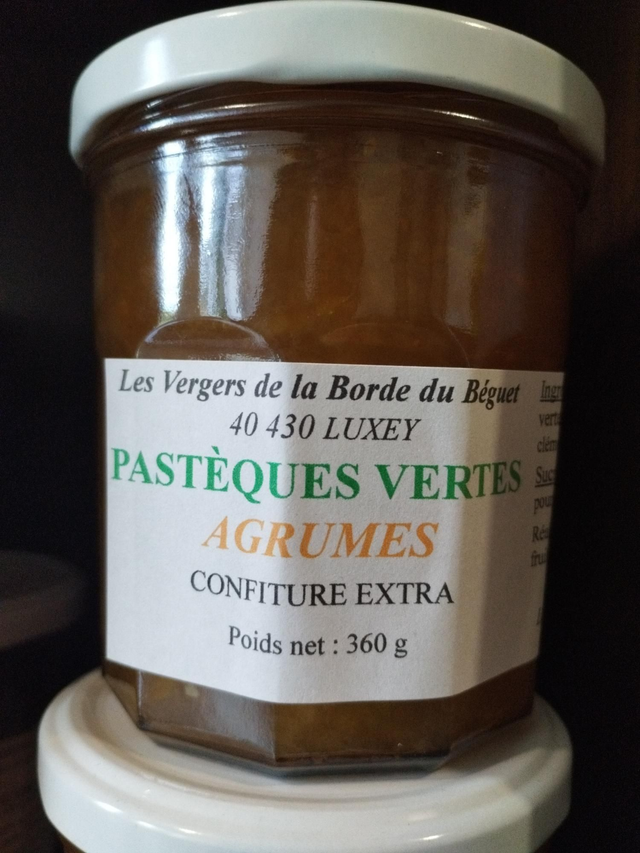 Les Vergers de la Borde du Béguet
40 430 LUXEY
PASTÈQUES VERTES
AGRUMES
CONFITURE EXTRA
Poids net : 360 g